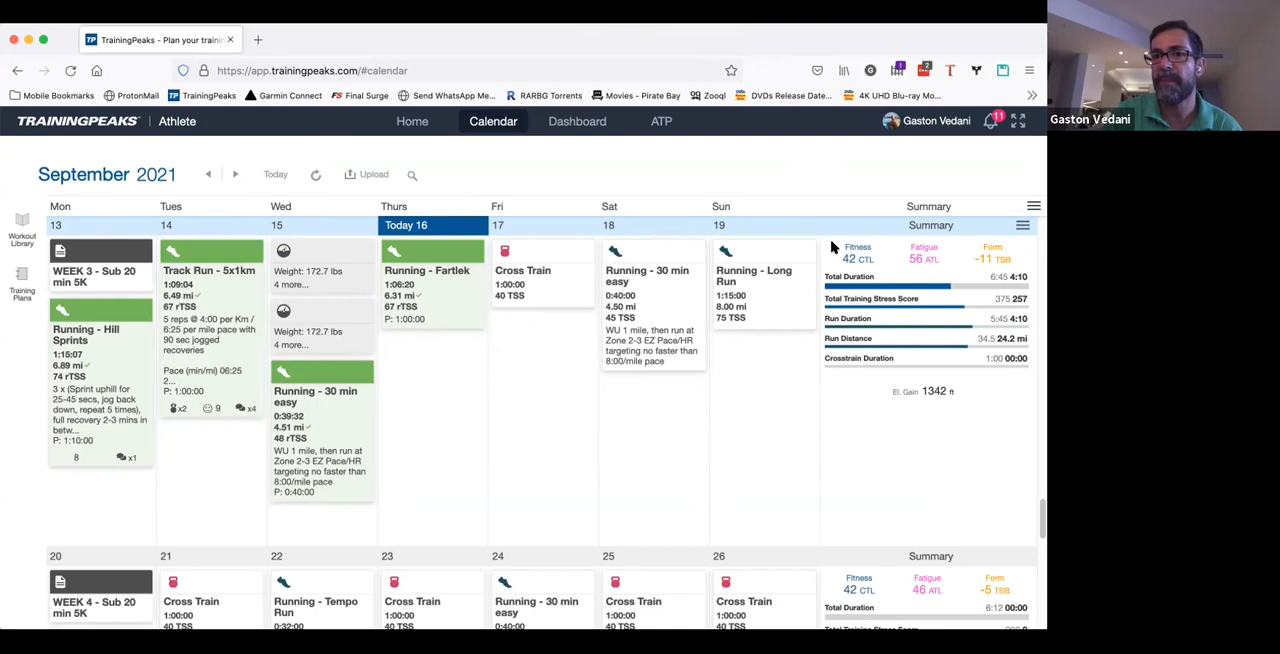 TrainingPeaks - Plan your trainin
https://app.trainingpeaks.com/#calendar
1
2
G
T
Mobile Bookmarks
ProtonMail
TrainingPeaks
Garmin Connect
Final Surge
Send WhatsApp Me...
RARBG Torrents
Movies - Pirate Bay
Zooql
DVDs Release Date...
4K UHD Blu-ray Mo...
TRAININGPEAKS
Athlete
Home
Calendar
Dashboard
ATP
Gaston Vedani
11
Gaston Vedani
September 2021
Today
Upload
Workout
Library
Training
Plans
Mon
Tues
Wed
Thurs
Fri
Sat
Sun
Summary
13
14
15
Today 16
17
18
19
Summary
WEEK 3 - Sub 20
min 5K
Running - Hill
Sprints
1:15:07
6.89 mi
74 rTSS
3 x (Sprint uphill for
25-45 secs, jog back
down, repeat 5 times),
full recovery 2-3 mins in
betw...
P: 1:10:00
8
x1
Track Run - 5x1km
1:09:04
6.49 mi
67 rTSS
5 reps @ 4:00 per Km /
6:25 per mile pace with
90 sec jogged
recoveries
Pace (min/mi) 06:25
2...
P: 1:00:00
x2
9
x4
Weight: 172.7 lbs
4 more...
Weight: 172.7 lbs
4 more...
Running - 30 min
easy
0:39:32
4.51 mi
48 rTSS
WU 1 mile, then run at
Zone 2-3 EZ Pace/HR
targeting no faster than
8:00/mile pace
P: 0:40:00
Running - Fartlek
1:06:20
6.31 mi
67 rTSS
P: 1:00:00
Cross Train
1:00:00
40 TSS
Running - 30 min
easy
0:40:00
4.50 mi
45 TSS
WU 1 mile, then run at
Zone 2-3 EZ Pace/HR
targeting no faster than
8:00/mile pace
Running - Long
Run
1:15:00
8.00 mi
75 TSS
Fitness
42 CTL
Fatigue
56 ATL
Form
-11 TSB
Total Duration
6:45 4:10
Total Training Stress Score
375 257
Run Duration
5:45 4:10
Run Distance
34.5 24.2 mi
Crosstrain Duration
1:00 00:00
El. Gain 1342 ft
20
21
22
23
24
25
26
Summary
WEEK 4 - Sub 20
min 5K
Cross Train
1:00:00
40 TSS
Running - Tempo
Run
0:32:00
Cross Train
1:00:00
40 TSS
Running - 30 min
easy
0:40:00
Cross Train
1:00:00
40 TSS
Cross Train
1:00:00
40 TSS
Fitness
42 CTL
Fatigue
46 ATL
Form
-5 TSB
Total Duration
6:12 00:00